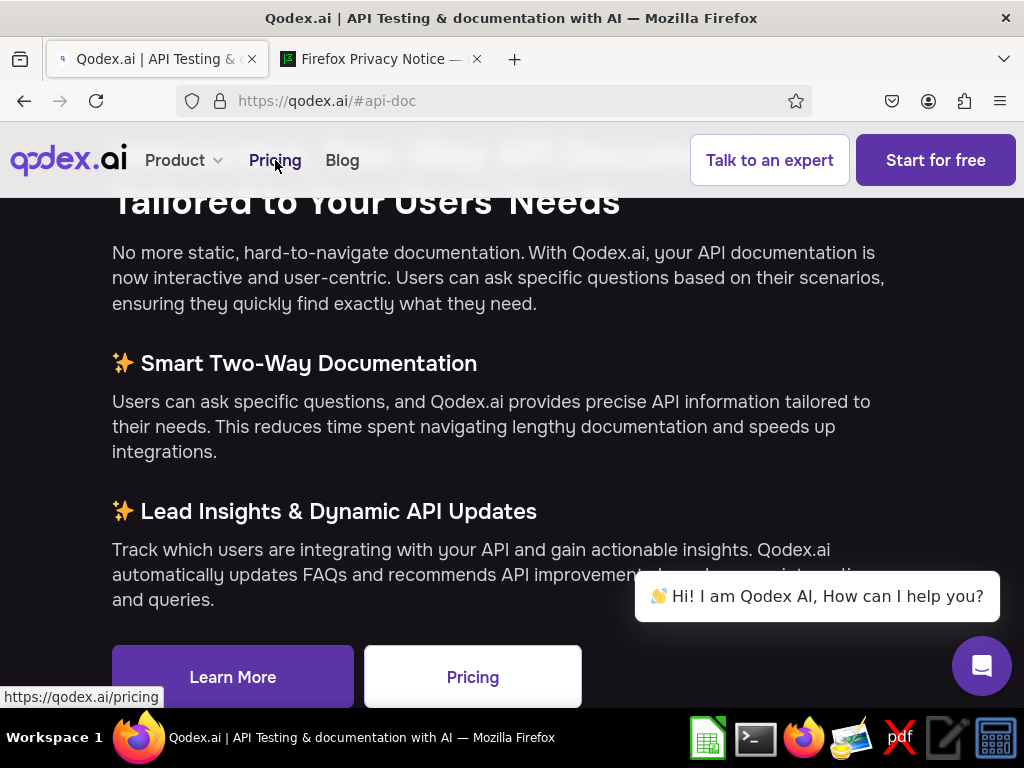 Qodex.ai | API Testing & documentation with AI — Mozilla Firefox
Qodex.ai | API Testing &
Firefox Privacy Notice —
https://qodex.ai/#api-doc
qodex.ai
Product
Pricing
Blog
Talk to an expert
Start for free
Tailored to Your Users' Needs
No more static, hard-to-navigate documentation. With Qodex.ai, your API documentation is
now interactive and user-centric. Users can ask specific questions based on their scenarios,
ensuring they quickly find exactly what they need.
✨ Smart Two-Way Documentation
Users can ask specific questions, and Qodex.ai provides precise API information tailored to
their needs. This reduces time spent navigating lengthy documentation and speeds up
integrations.
✨ Lead Insights & Dynamic API Updates
Track which users are integrating with your API and gain actionable insights. Qodex.ai
automatically updates FAQs and recommends API improvements
and queries.
👋 Hi! I am Qodex AI, How can I help you?
Learn More
Pricing
https://qodex.ai/pricing
Workspace 1
Qodex.ai | API Testing & documentation with AI — Mozilla Firefox
pdf